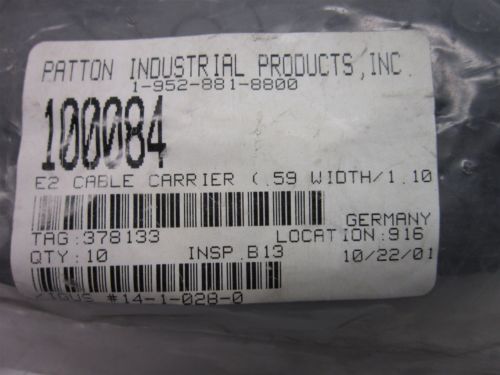 PATTON INDUSTRIAL PRODUCTS,INC.
1-952-881-8800
100084
E2 CABLE CARRIER (.59 WIDTH/1.10
GERMANY
TAG:378133 LOCATION:916
QTY:10 INSP.B13 10/22/01
/IGUS #14-1-028-0